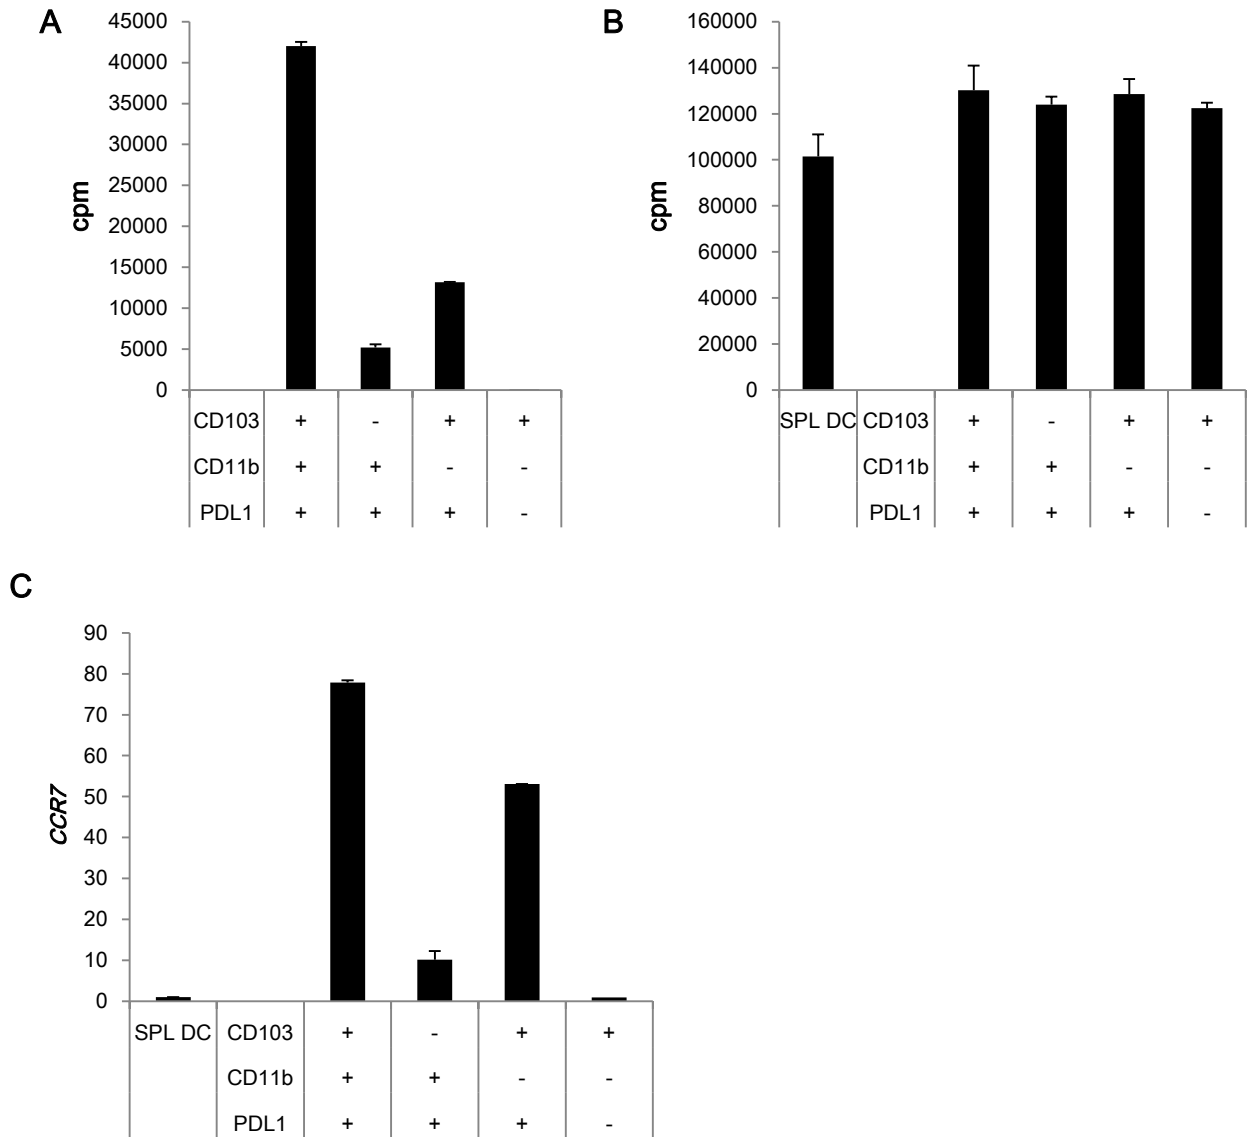 A
cpm
45000
40000
35000
30000
25000
20000
15000
10000
5000
0
CD103 + - + +
CD11b + + - -
PDL1 + + + -
B
cpm
160000
140000
120000
100000
80000
60000
40000
20000
0
SPL DC CD103 + - + +
CD11b + + - -
PDL1 + + + -
C
CCR7
90
80
70
60
50
40
30
20
10
0
SPL DC CD103 + - + +
CD11b + + - -
PDL1 + + + -